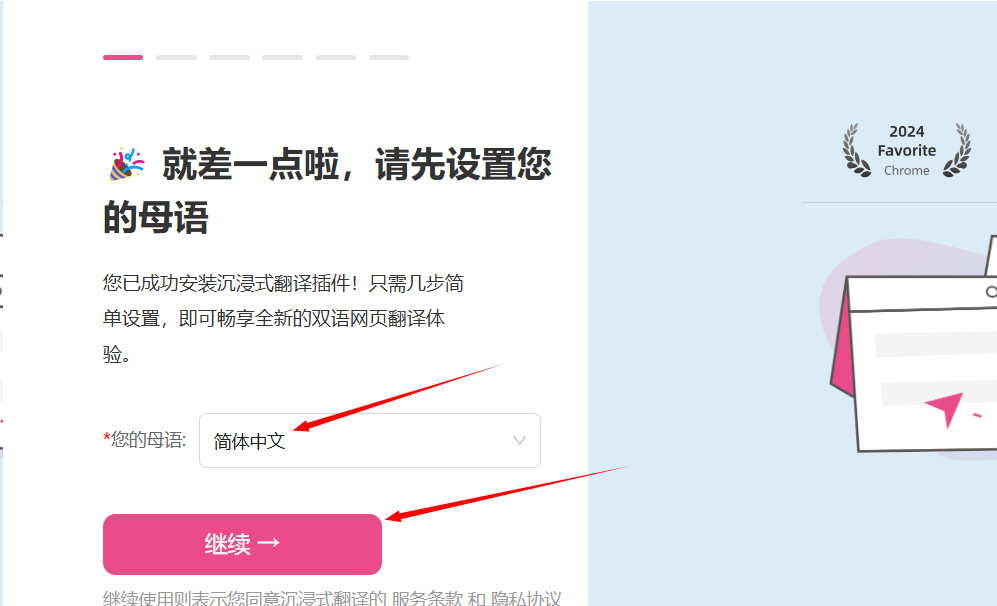 🎉 就差一点啦，请先设置您
的母语
您已成功安装沉浸式翻译插件！只需几步简
单设置，即可畅享全新的双语网页翻译体
验。
*您的母语:
简体中文
继续 →
继续使用则表示您同意沉浸式翻译的 服务条款 和 隐私协议
2024
Favorite
Chrome